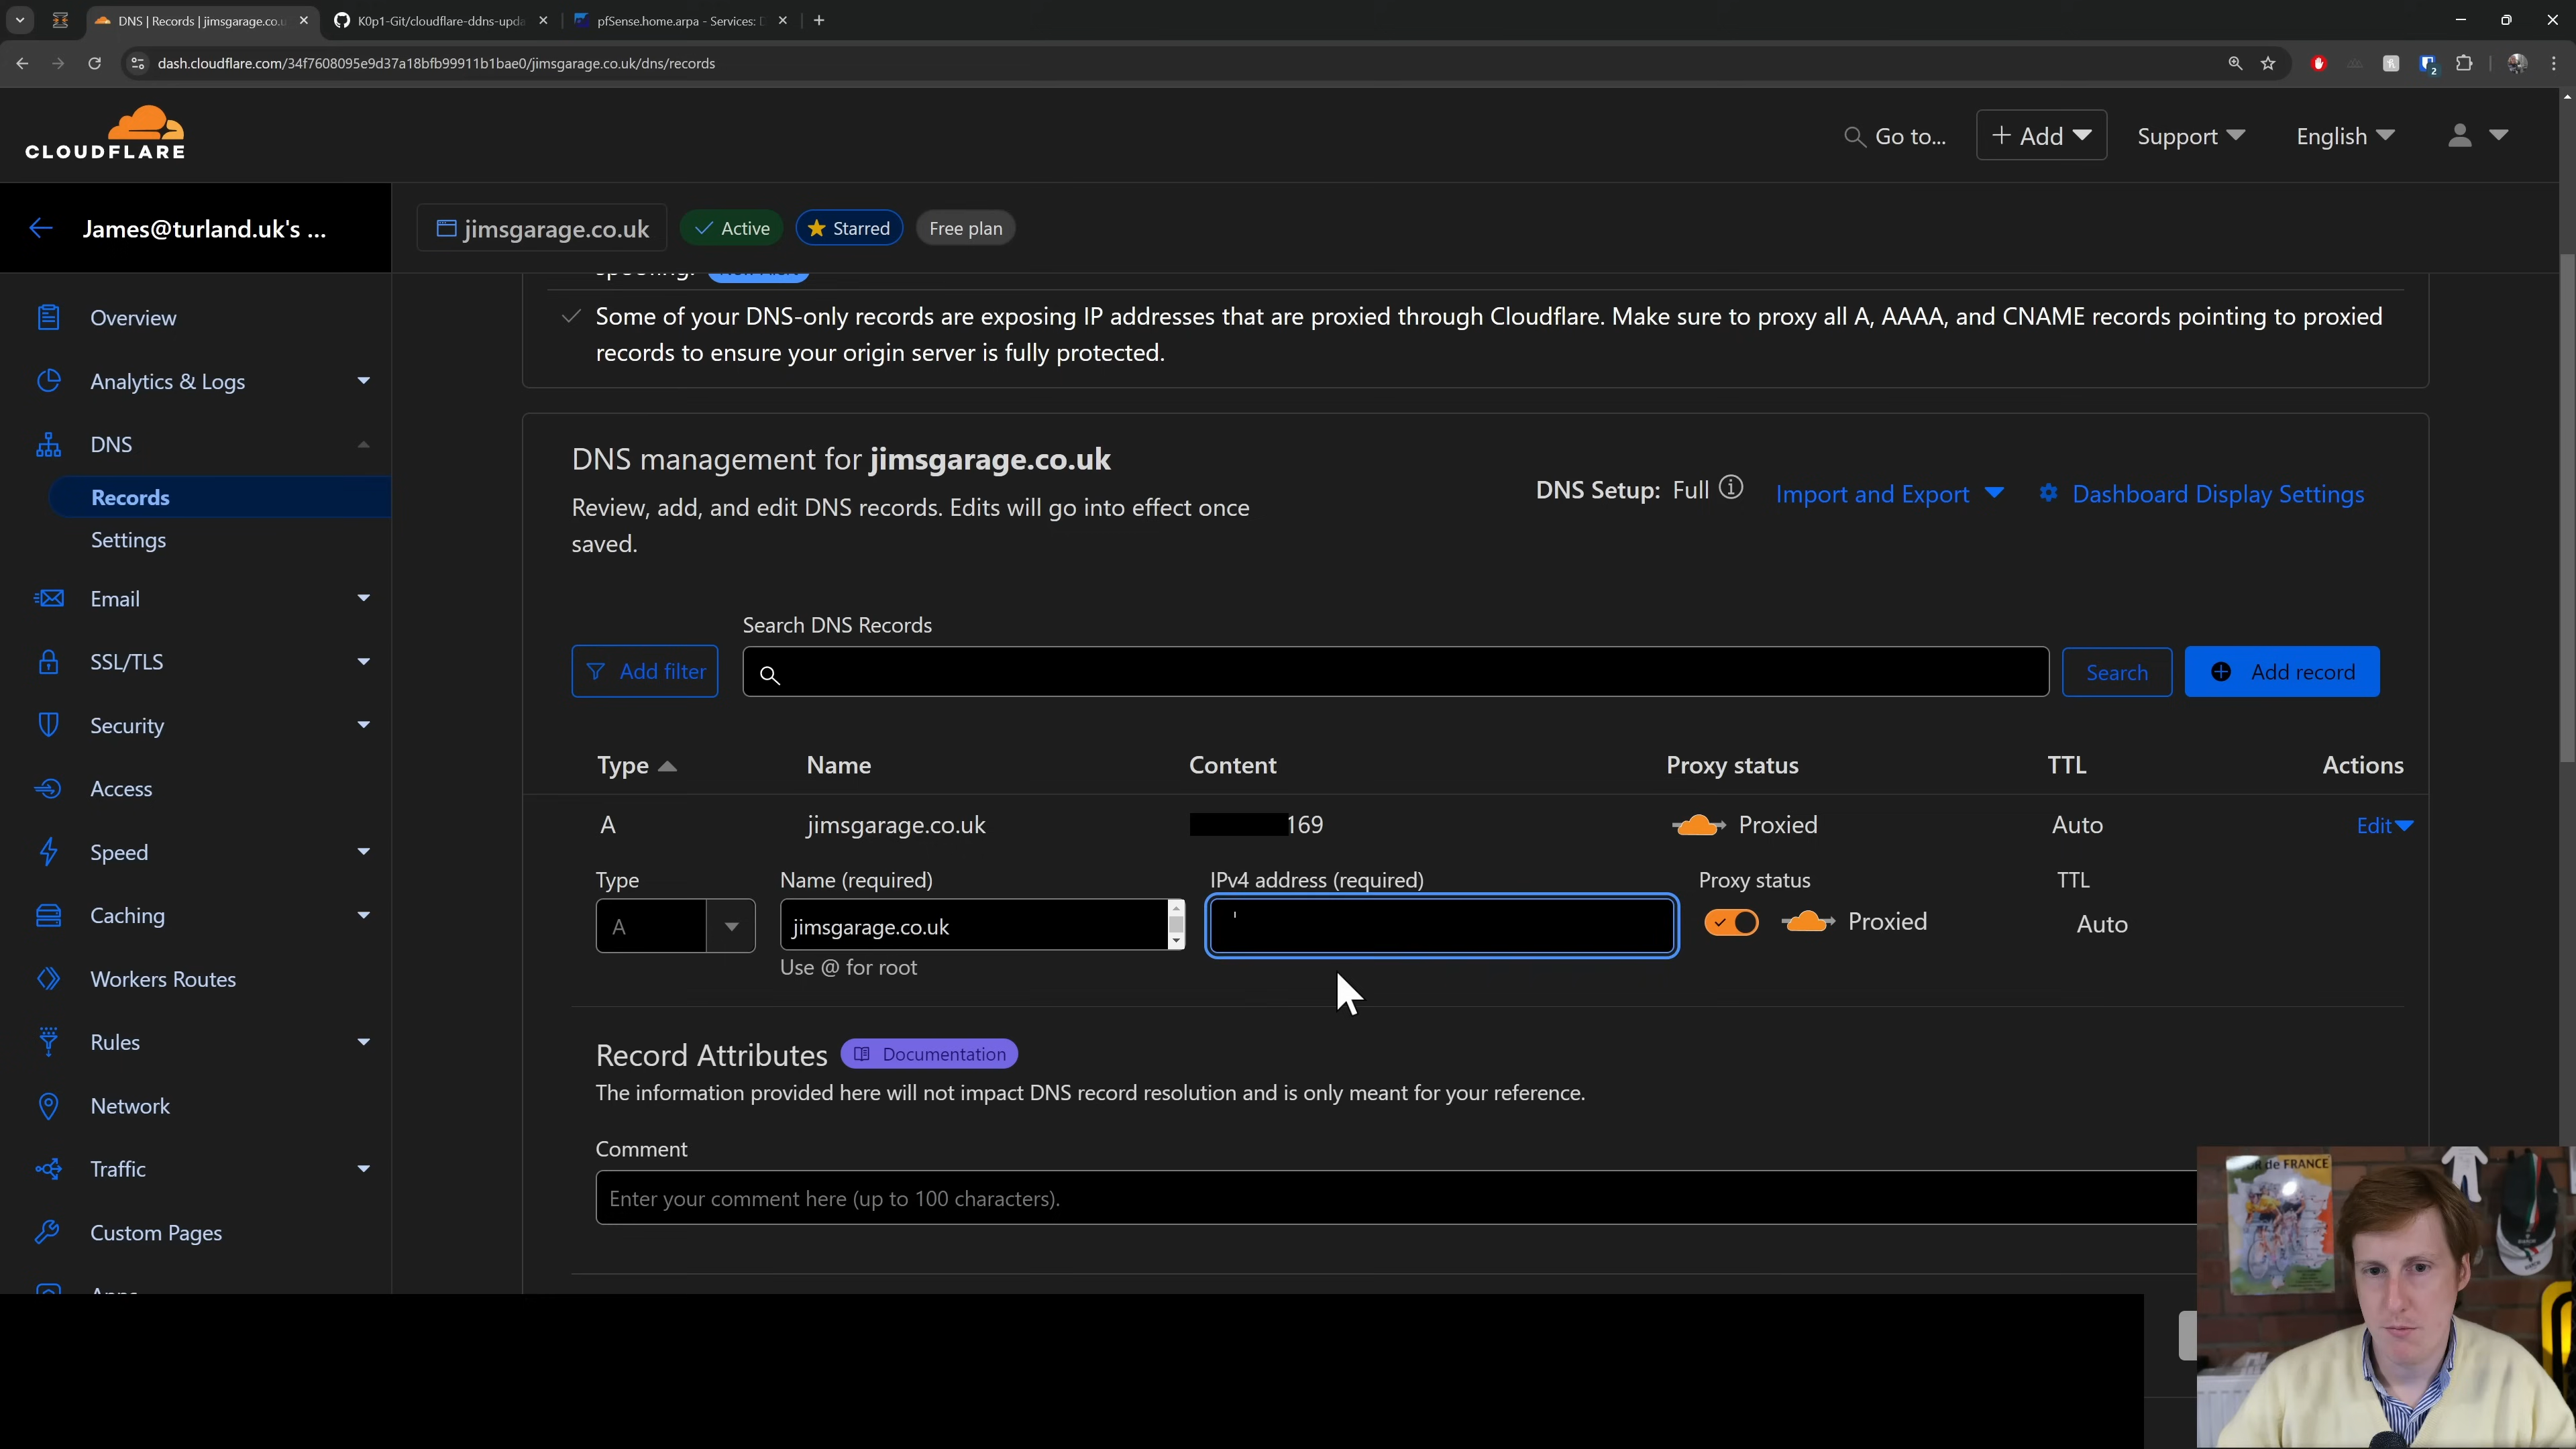 DNS | Records | jimsgarage.co.u
K0p1-Git/cloudflare-ddns-upda
pfSense.home.arpa - Services: D
dash.cloudflare.com/34f7608095e9d37a18bfb99911b1bae0/jimsgarage.co.uk/dns/records
2
CLOUDFLARE
Go to...
Add
Support
English
James@turland.uk's ...
jimsgarage.co.uk
Active
Starred
Free plan
Overview
Analytics & Logs
DNS
Records
Settings
Email
SSL/TLS
Security
Access
Speed
Caching
Workers Routes
Rules
Network
Traffic
Custom Pages
Apps
Some of your DNS-only records are exposing IP addresses that are proxied through Cloudflare. Make sure to proxy all A, AAAA, and CNAME records pointing to proxied
records to ensure your origin server is fully protected.
DNS management for jimsgarage.co.uk
Review, add, and edit DNS records. Edits will go into effect once
saved.
DNS Setup: Full
Import and Export
Dashboard Display Settings
Search DNS Records
Add filter
Search
Add record
Type Name Content Proxy status TTL Actions
A jimsgarage.co.uk 169 Proxied Auto Edit
Type Name (required) IPv4 address (required) Proxy status TTL
A jimsgarage.co.uk Proxied Auto
Use @ for root
Record Attributes Documentation
The information provided here will not impact DNS record resolution and is only meant for your reference.
Comment
Enter your comment here (up to 100 characters).
de FRANCE